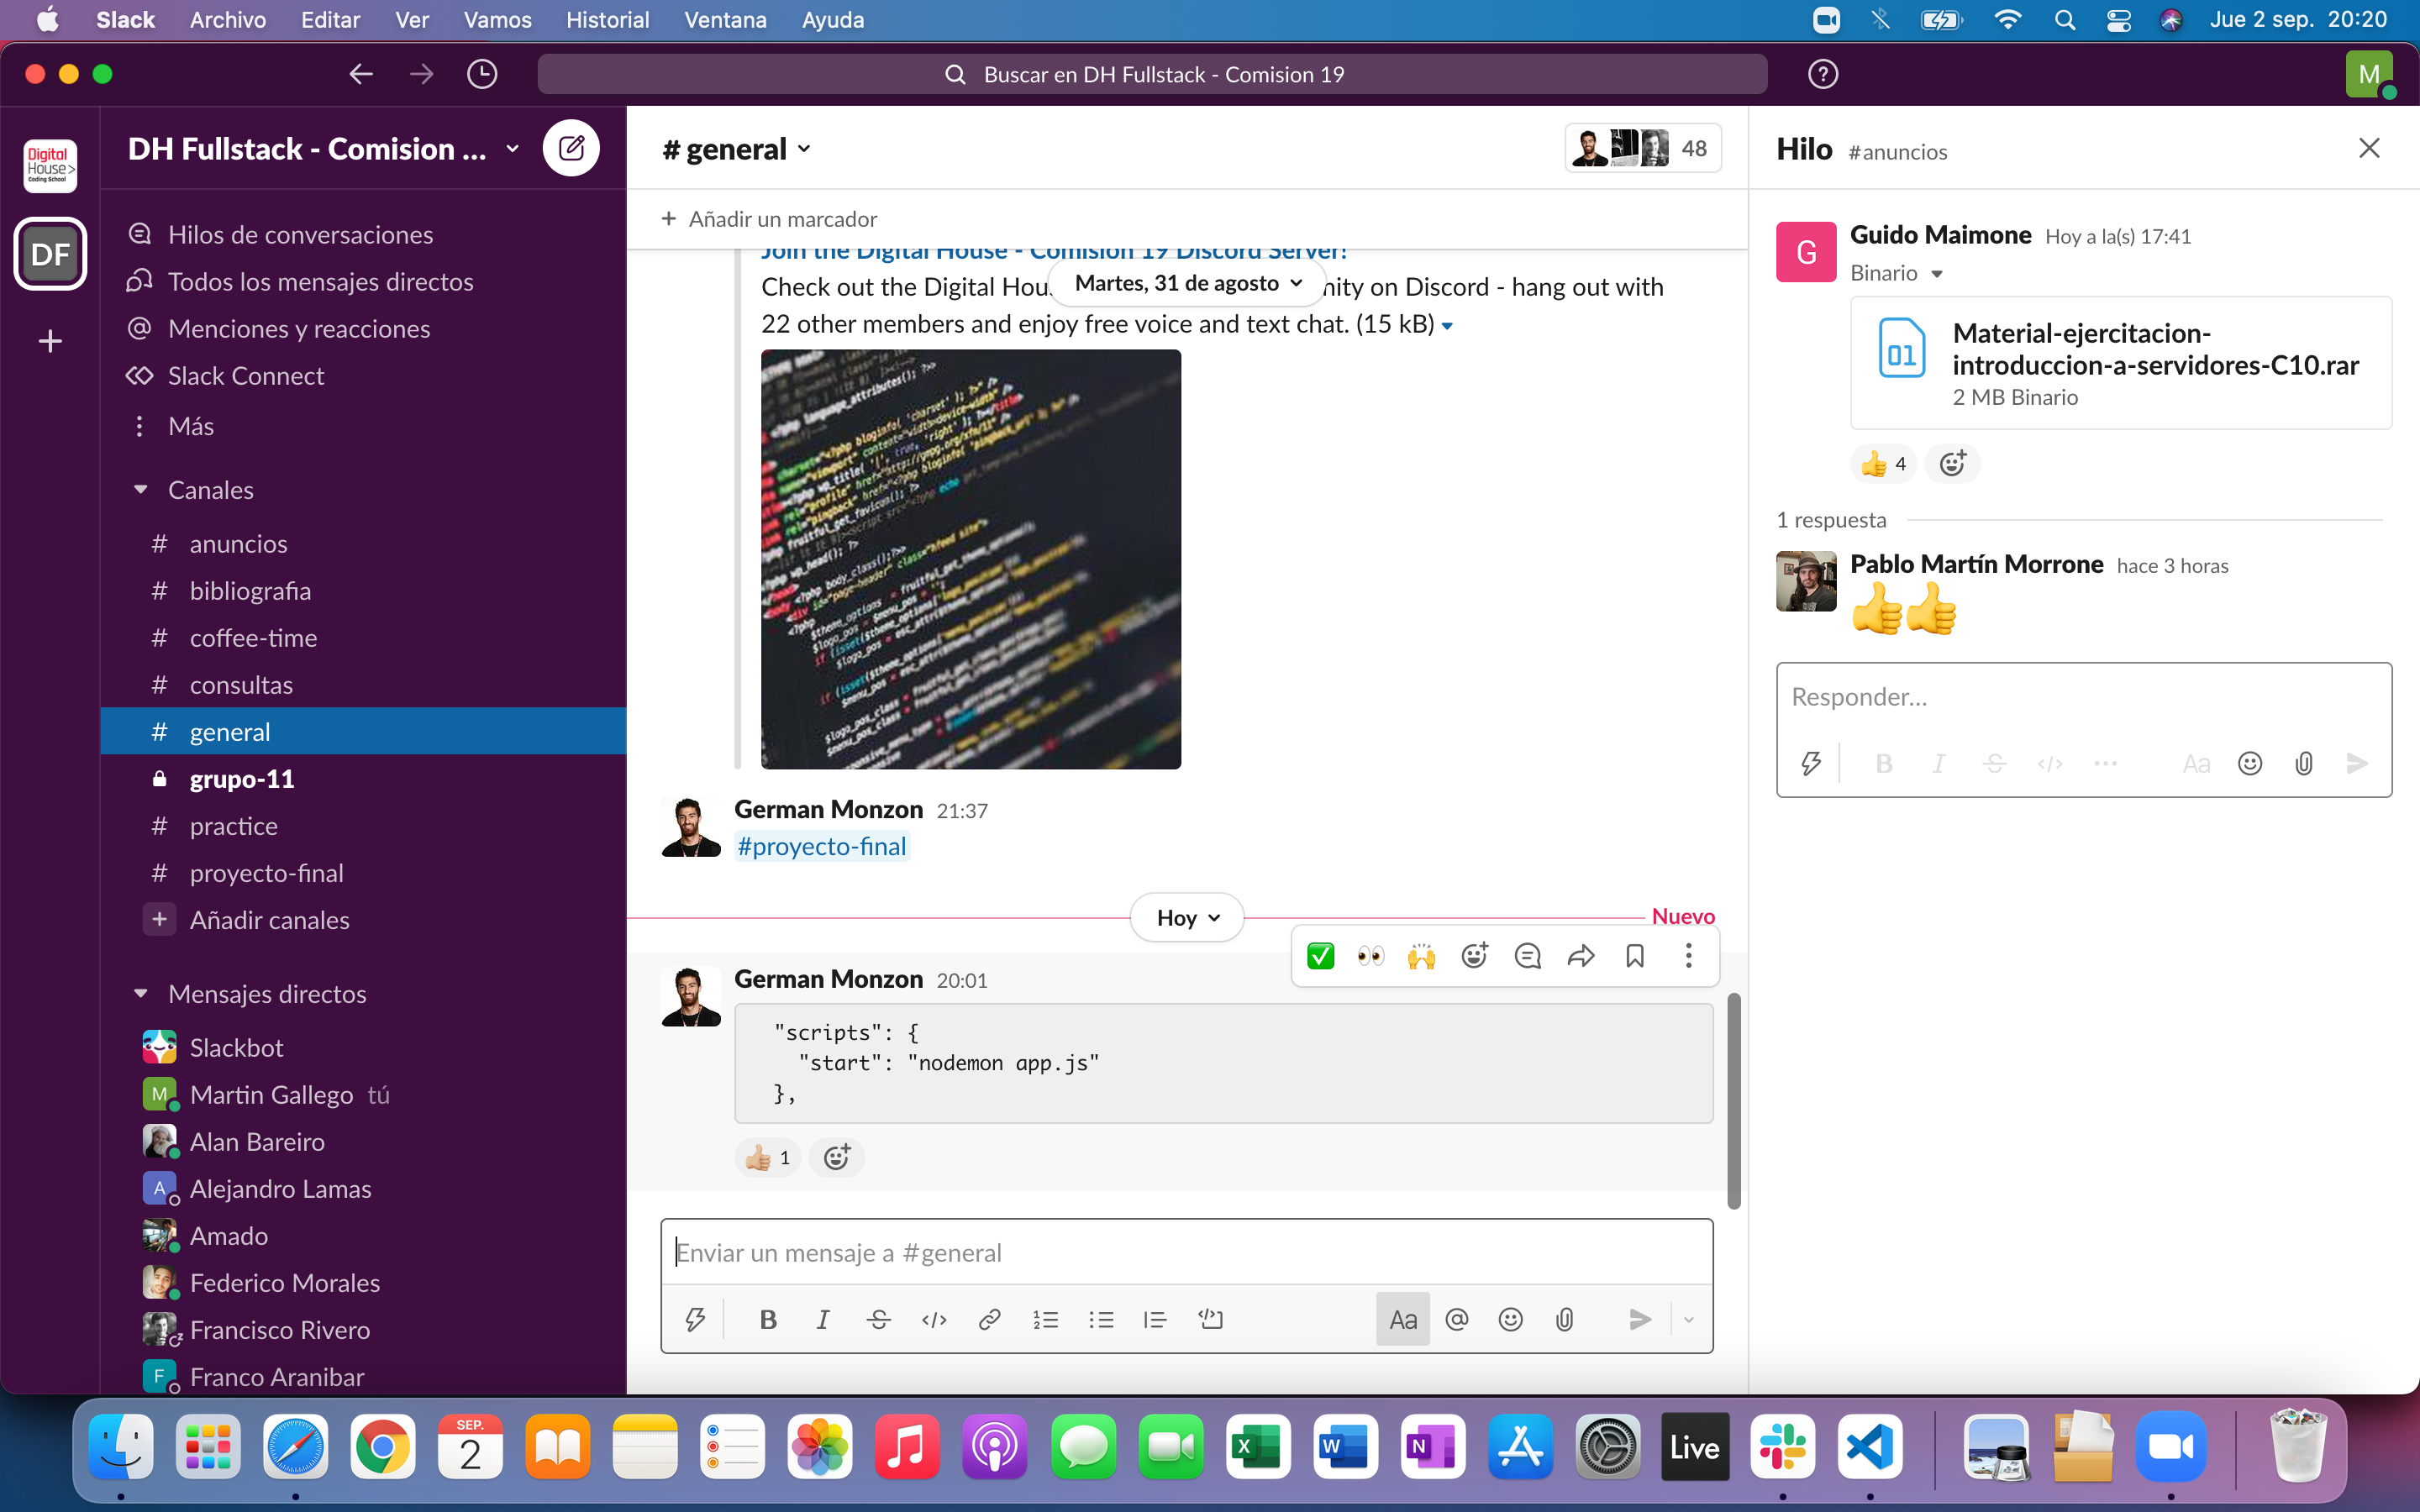 Slack Archivo Editar Ver Vamos Historial Ventana Ayuda
Jue 2 sep. 20:20
Buscar en DH Fullstack - Comision 19
M
Digital
House>
Coding School
DF
DH Fullstack - Comision ...
Hilos de conversaciones
Todos los mensajes directos
Menciones y reacciones
Slack Connect
Más
Canales
# anuncios
# bibliografia
# coffee-time
# consultas
# general
grupo-11
# practice
# proyecto-final
+ Añadir canales
Mensajes directos
Slackbot
M Martin Gallego tú
Alan Bareiro
A Alejandro Lamas
Amado
Federico Morales
Francisco Rivero
F Franco Aranibar
# general
48
+ Añadir un marcador
Join the Digital House - Comision 19 Discord Server!
Martes, 31 de agosto
Check out the Digital Hou nity on Discord - hang out with
22 other members and enjoy free voice and text chat. (15 kB)
German Monzon 21:37
#proyecto-final
Hoy
Nuevo
German Monzon 20:01
"scripts": {
"start": "nodemon app.js"
},
1
Enviar un mensaje a #general
B I S </> Aa @
Hilo #anuncios
G
Guido Maimone Hoy a la(s) 17:41
Binario
01
Material-ejercitacion-
introduccion-a-servidores-C10.rar
2 MB Binario
4
1 respuesta
Pablo Martín Morrone hace 3 horas
Responder...
B I S </> Aa
SEP.
2
X
W
N
Live